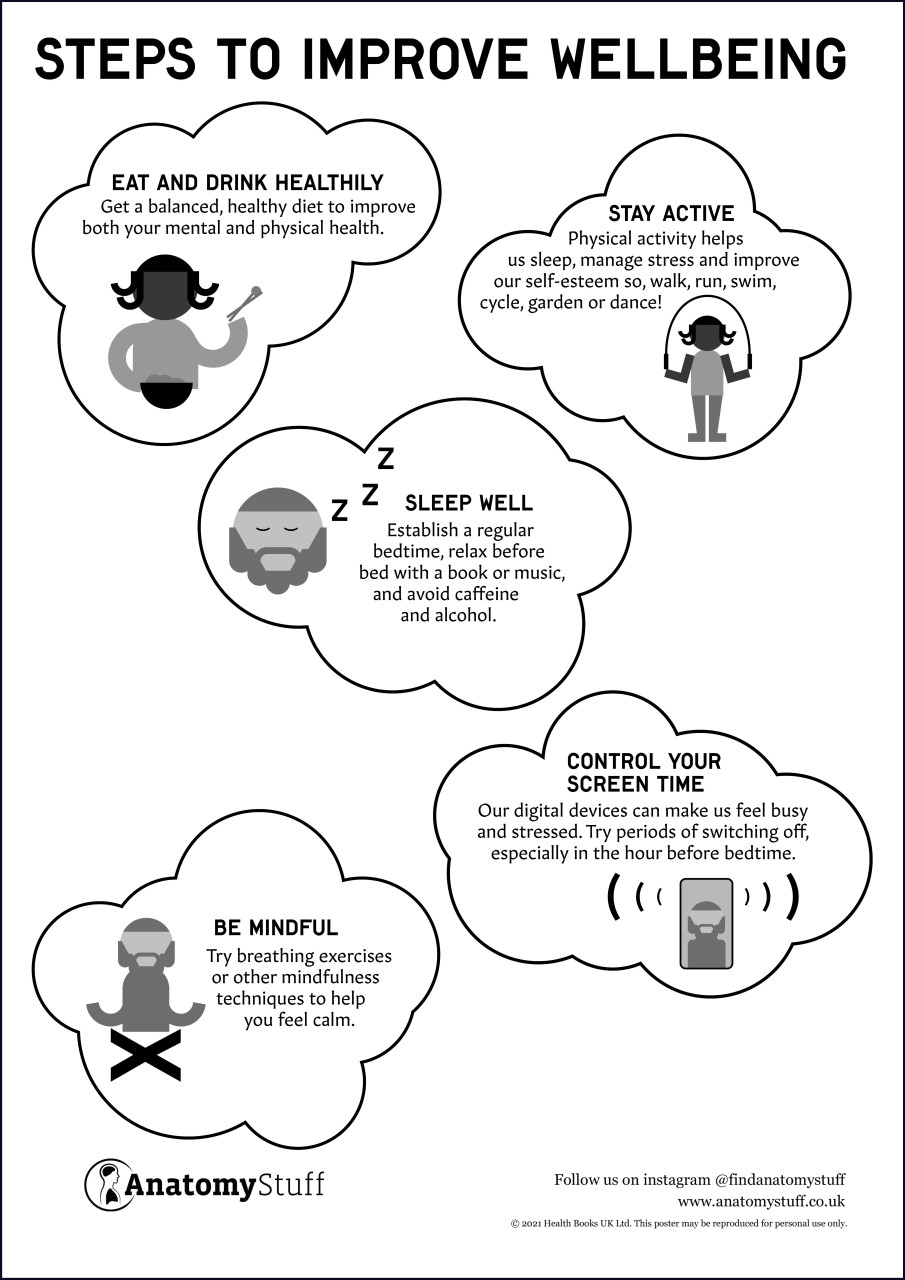 STEPS TO IMPROVE WELLBEING
EAT AND DRINK HEALTHILY
Get a balanced, healthy diet to improve
both your mental and physical health.
STAY ACTIVE
Physical activity helps
us sleep, manage stress and improve
our self-esteem so, walk, run, swim,
cycle, garden or dance!
Z
Z
Z
SLEEP WELL
Establish a regular
bedtime, relax before
bed with a book or music,
and avoid caffeine
and alcohol.
CONTROL YOUR
SCREEN TIME
Our digital devices can make us feel busy
and stressed. Try periods of switching off,
especially in the hour before bedtime.
BE MINDFUL
Try breathing exercises
or other mindfulness
techniques to help
you feel calm.
AnatomyStuff
Follow us on instagram @findanatomystuff
www.anatomystuff.co.uk
© 2021 Health Books UK Ltd. This poster may be reproduced for personal use only.